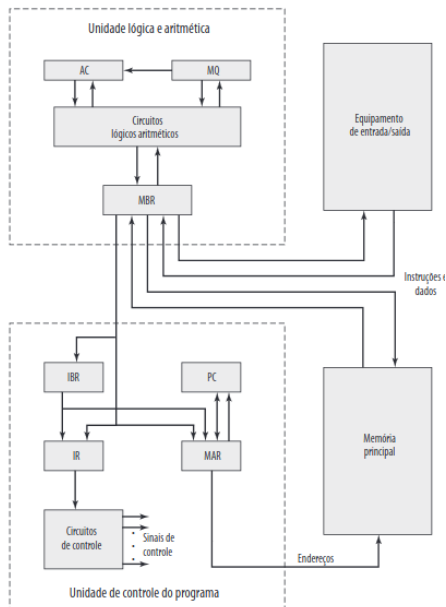 Unidade lógica e aritmética
AC
MQ
Circuitos
lógicos aritméticos
MBR
Equipamento
de entrada/saída
Instruções e
dados
IBR
PC
IR
MAR
Memória
principal
Circuitos
de controle
Sinais de
controle
Endereços
Unidade de controle do programa